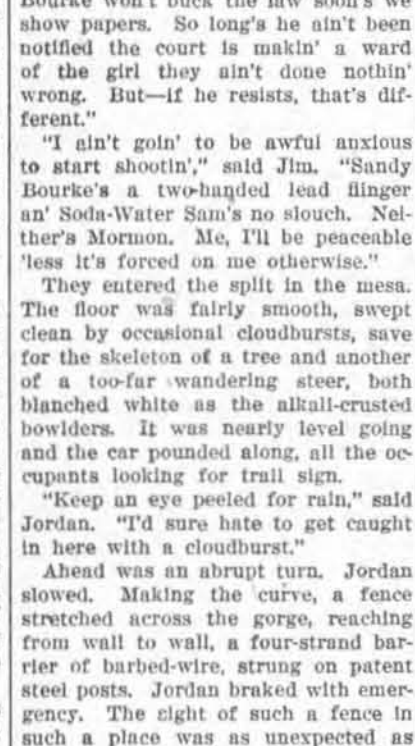 Bourke won't buck the law soon's we
show papers. So long's he ain't been
notified the court is makin' a ward
of the girl they ain't done nothin'
wrong. But—if he resists, that's dif-
ferent."
"I ain't goin' to be awful anxious
to start shootin'," said Jim. "Sandy
Bourke's a two-handed lead flinger
an' Soda-Water Sam's no slouch. Nei-
ther's Mormon. Me, I'll be peaceable
'less it's forced on me otherwise."
They entered the split in the mesa.
The floor was fairly smooth, swept
clean by occasional cloudbursts, save
for the skeleton of a tree and another
of a too-far wandering steer, both
blanched white as the alkali-crusted
bowlders. It was nearly level going
and the car pounded along, all the oc-
cupants looking for trail sign.
"Keep an eye peeled for rain," said
Jordan. "I'd sure hate to get caught
in here with a cloudburst."
Ahead was an abrupt turn. Jordan
slowed. Making the curve, a fence
stretched across the gorge, reaching
from wall to wall, a four-strand bar-
rier of barbed-wire, strung on patent
steel posts. Jordan braked with emer-
gency. The sight of such a fence in
such a place was as unexpected as